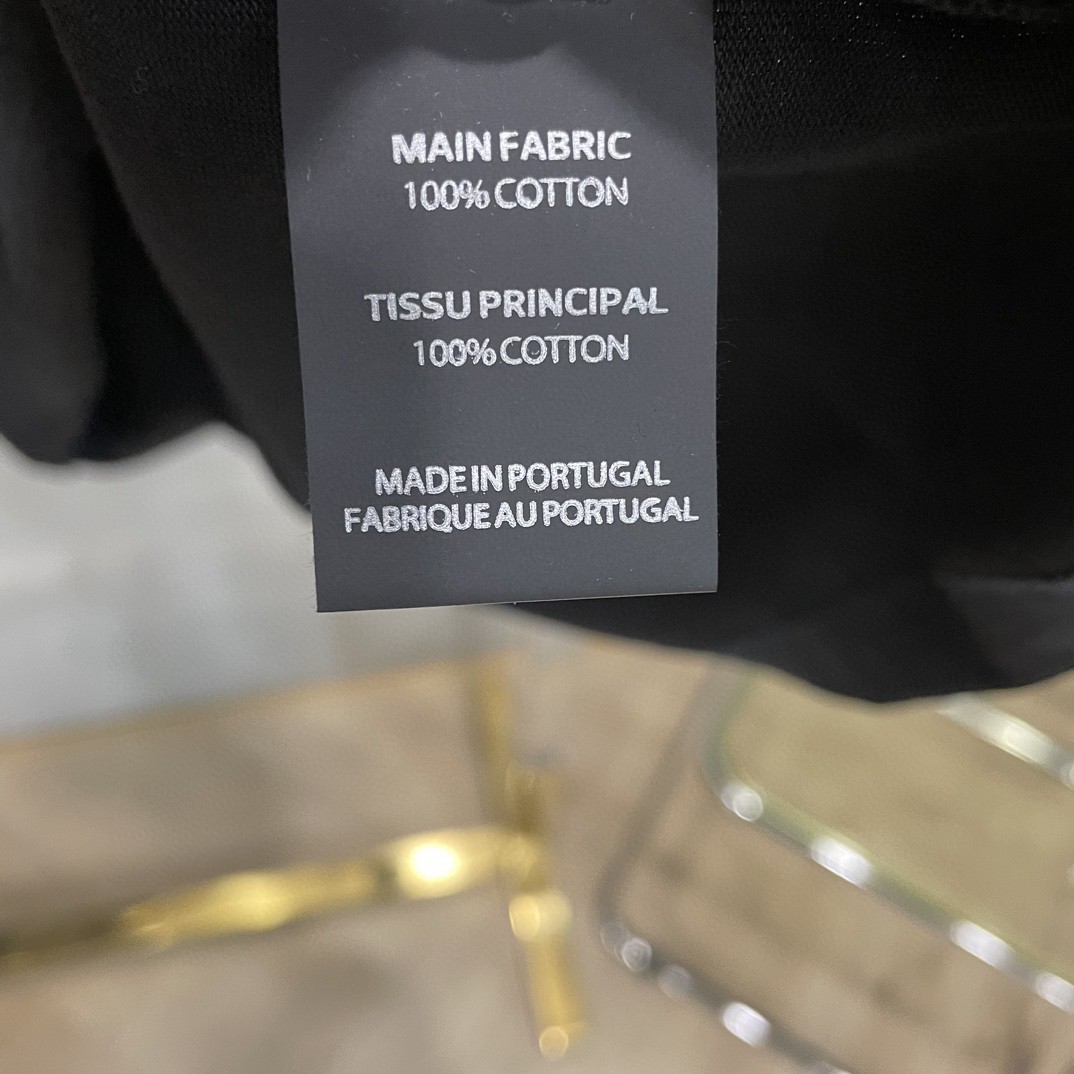 MAIN FABRIC
100% COTTON
TISSU PRINCIPAL
100% COTTON
MADE IN PORTUGAL
FABRIQUE AU PORTUGAL